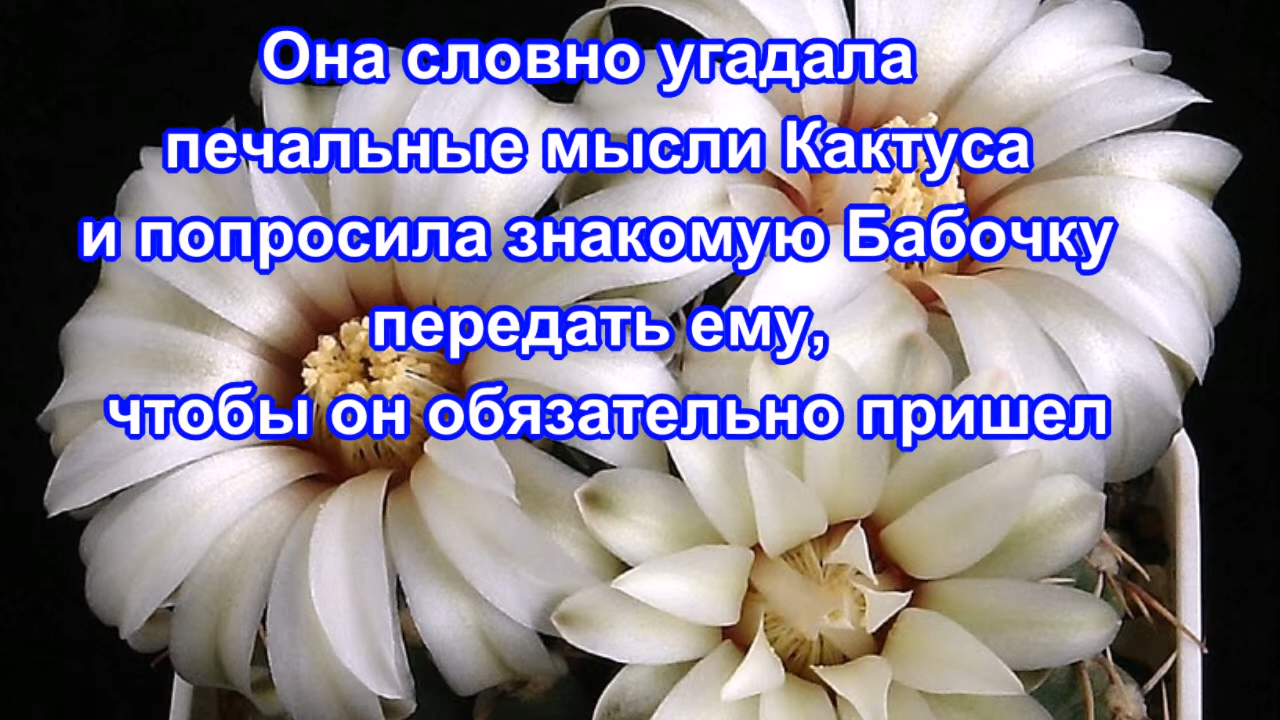 Она словно угадала
печальные мысли Кактуса
и попросила знакомую Бабочку
передать ему,
чтобы он обязательно пришел